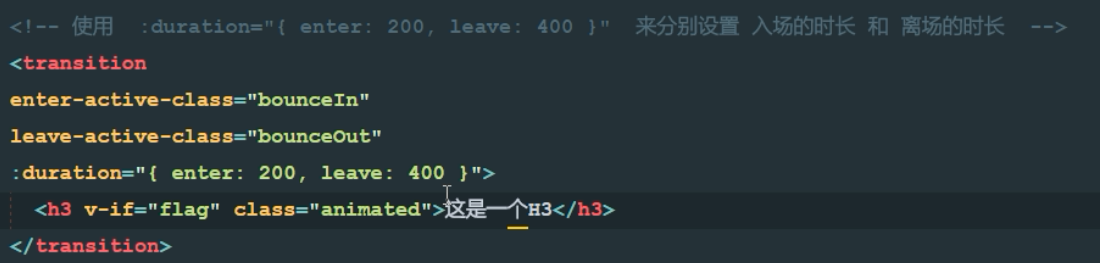 <!-- 使用  :duration="{ enter: 200, leave: 400 }"  来分别设置 入场的时长 和 离场的时长  -->
<transition
enter-active-class="bounceIn"
leave-active-class="bounceOut"
:duration="{ enter: 200, leave: 400 }">
  <h3 v-if="flag" class="animated">这是一个H3</h3>
</transition>